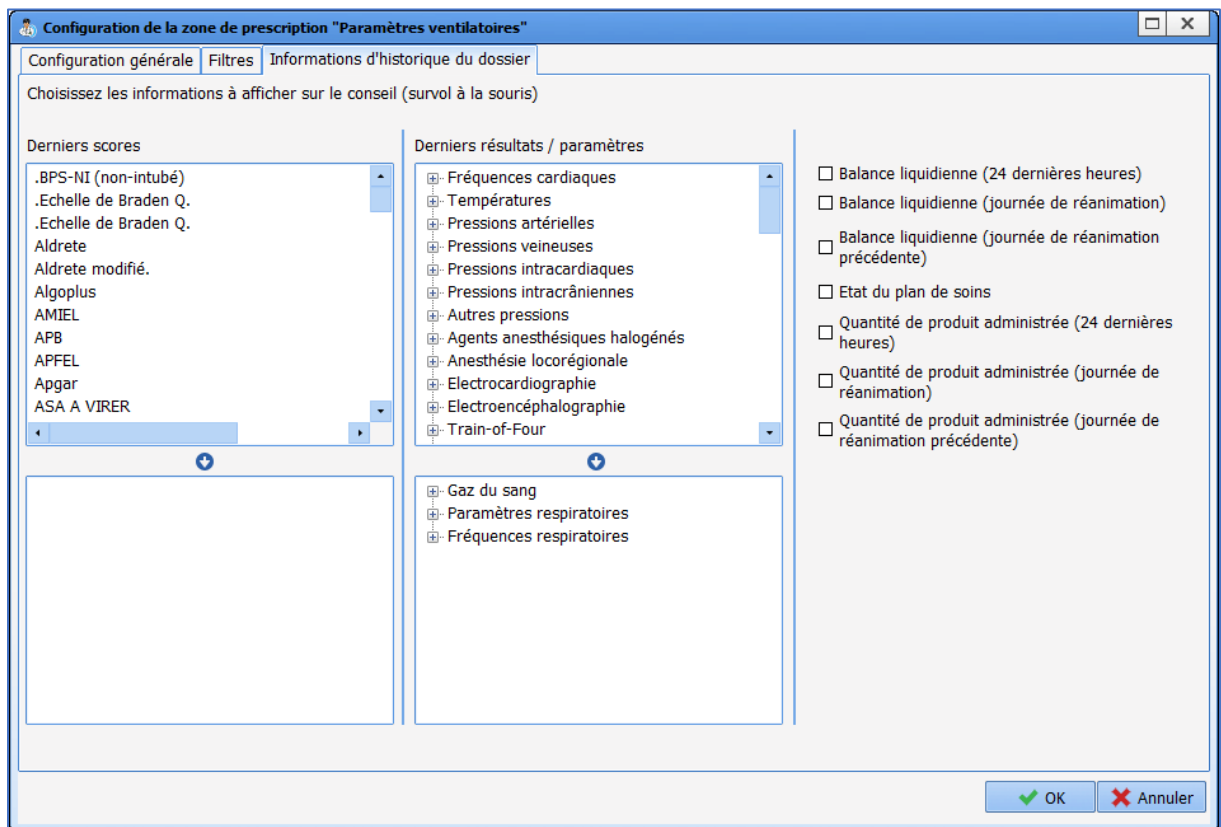 Configuration de la zone de prescription "Paramètres ventilatoires"
Configuration générale
Filtres
Informations d'historique du dossier
Choisissez les informations à afficher sur le conseil (survol à la souris)
Derniers scores
.BPS-NI (non-intubé)
.Echelle de Braden Q.
.Echelle de Braden Q.
Aldrete
Aldrete modifié.
Algoplus
AMIEL
APB
APFEL
Apgar
ASA A VIRER
Derniers résultats / paramètres
Fréquences cardiaques
Températures
Pressions artérielles
Pressions veineuses
Pressions intracardiaques
Pressions intracrâniennes
Autres pressions
Agents anesthésiques halogénés
Anesthésie locorégionale
Electrocardiographie
Electroencéphalographie
Train-of-Four
Gaz du sang
Paramètres respiratoires
Fréquences respiratoires
Balance liquidienne (24 dernières heures)
Balance liquidienne (journée de réanimation)
Balance liquidienne (journée de réanimation
précédente)
Etat du plan de soins
Quantité de produit administrée (24 dernières
heures)
Quantité de produit administrée (journée de
réanimation)
Quantité de produit administrée (journée de
réanimation précédente)
OK
Annuler